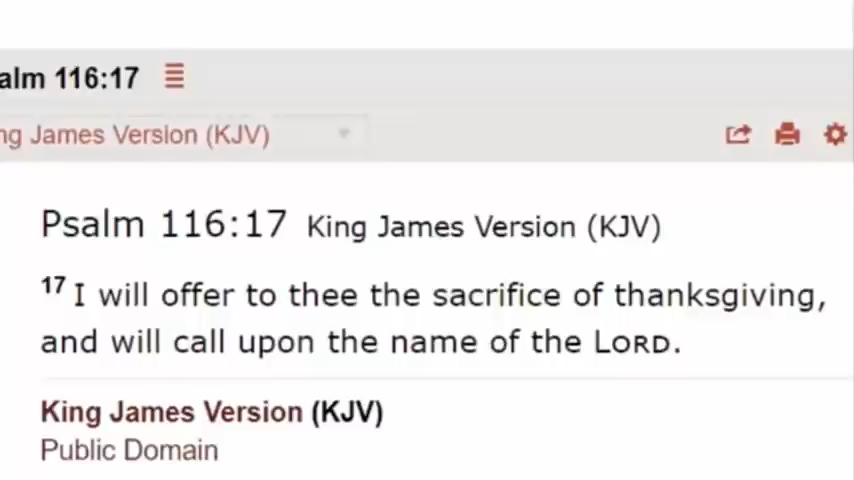 alm 116:17
ng James Version (KJV)
Psalm 116:17 King James Version (KJV)
17 I will offer to thee the sacrifice of thanksgiving,
and will call upon the name of the LORD.
King James Version (KJV)
Public Domain